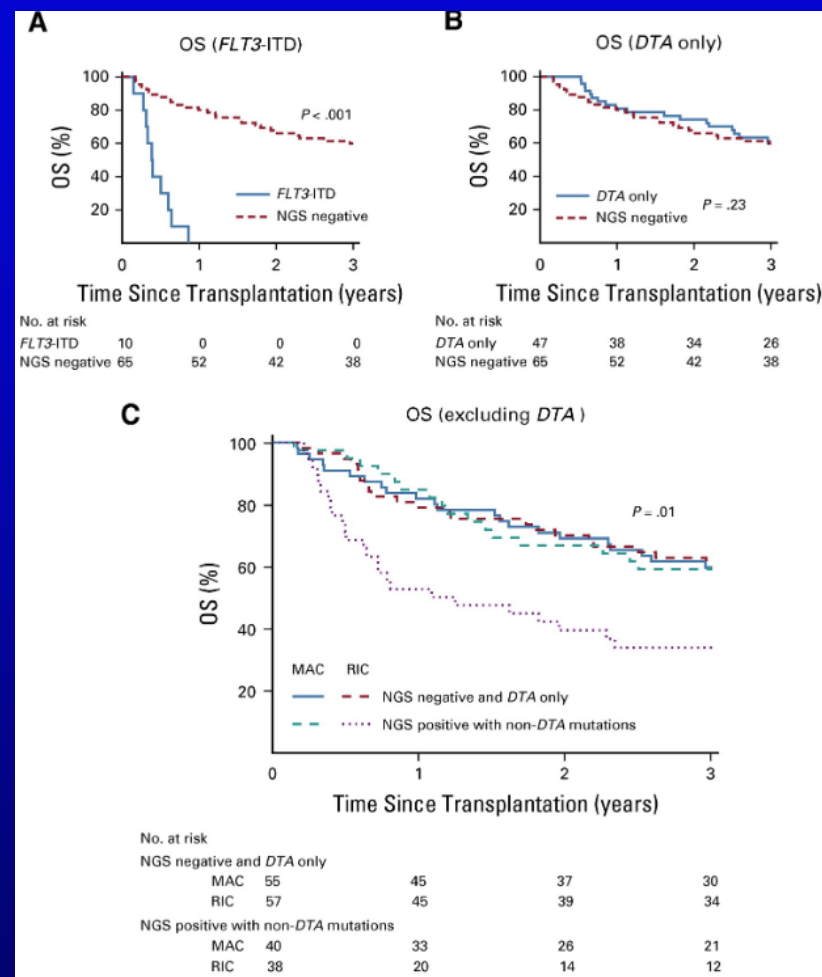 A
OS (FLT3-ITD)
100
80
60
40
20
OS (%)
P < .001
FLT3-ITD
NGS negative
0 1 2 3
Time Since Transplantation (years)
No. at risk
FLT3-ITD 10 0 0 0
NGS negative 65 52 42 38
B
OS (DTA only)
100
80
60
40
20
OS (%)
DTA only
NGS negative
P = .23
0 1 2 3
Time Since Transplantation (years)
No. at risk
DTA only 47 38 34 26
NGS negative 65 52 42 38
C
OS (excluding DTA )
100
80
60
40
20
OS (%)
P = .01
MAC RIC
NGS negative and DTA only
NGS positive with non-DTA mutations
0 1 2 3
Time Since Transplantation (years)
No. at risk
NGS negative and DTA only
MAC 55 45 37 30
RIC 57 45 39 34
NGS positive with non-DTA mutations
MAC 40 33 26 21
RIC 38 20 14 12